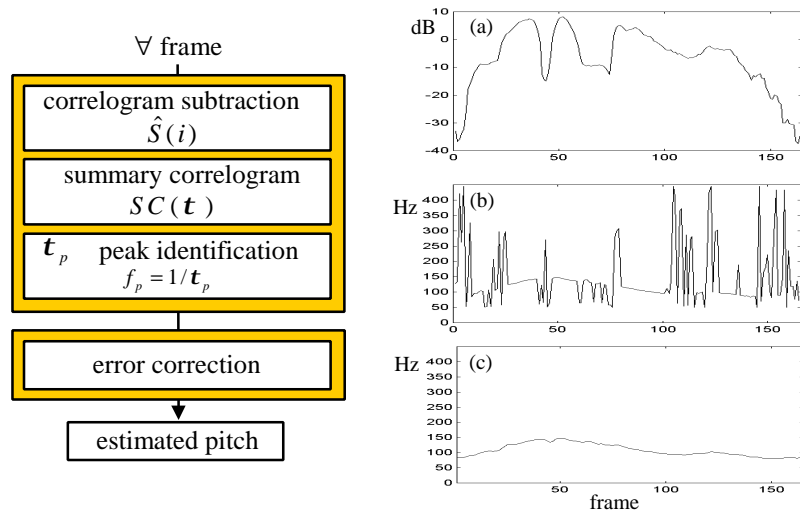 ∀ frame
correlogram subtraction
Ŝ(i)
summary correlogram
SC(t)
t_p peak identification
f_p = 1/t_p
error correction
estimated pitch
dB
(a)
10
0
-10
-20
-30
-40
0 50 100 150
Hz
(b)
400
350
300
250
200
150
100
50
0
0 50 100 150
Hz
(c)
400
350
300
250
200
150
100
50
0
50 100 150
frame